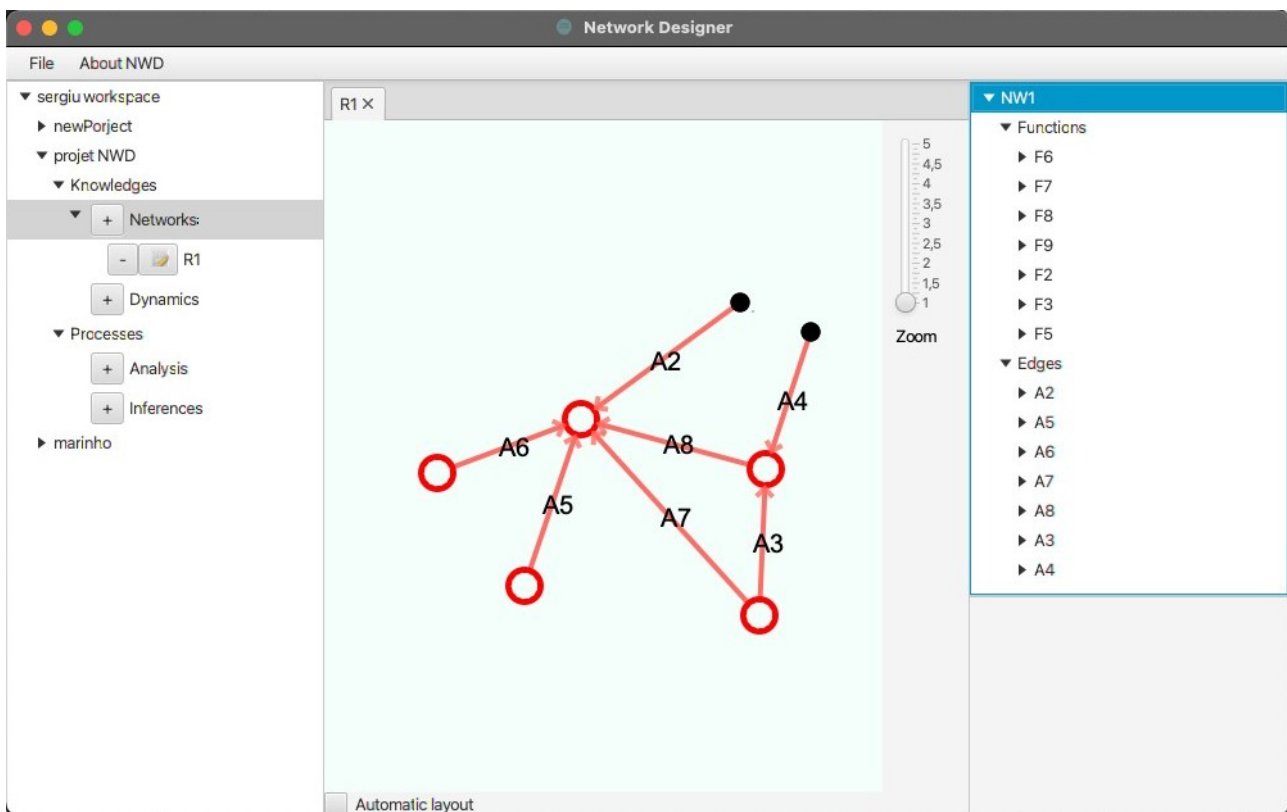 Network Designer
File About NWD
sergiu workspace
newPorject
projet NWD
Knowledges
+ Networks:
- R1
+ Dynamics
Processes
+ Analysis
+ Inferences
marinho
R1 ×
A2
A4
A6
A8
A5
A7
A3
5
4,5
4
3,5
3
2,5
2
1,5
1
Zoom
Automatic layout
NW1
Functions
F6
F7
F8
F9
F2
F3
F5
Edges
A2
A5
A6
A7
A8
A3
A4